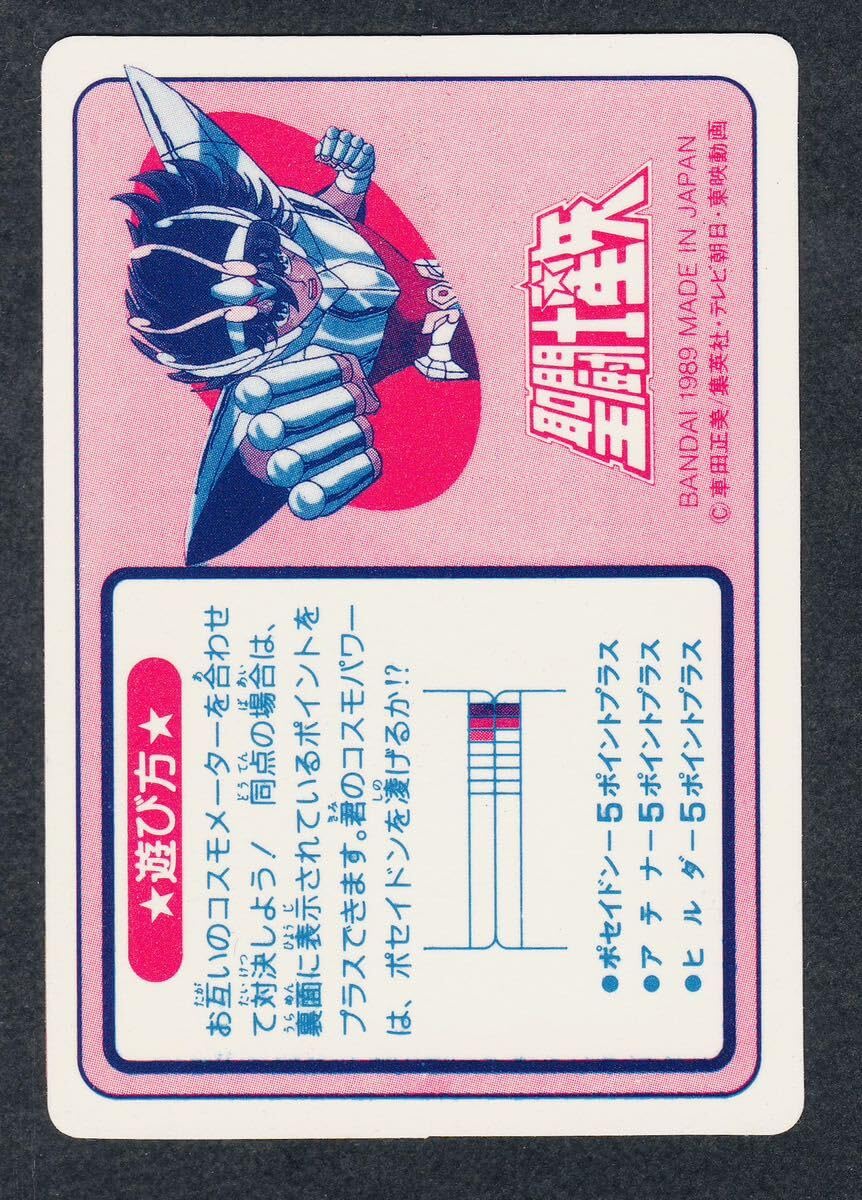 ★遊び方★
お互いのコスモメーターを合わせ
て対決しよう！ 同点の場合は、
裏面に表示されているポイントを
プラスできます。君のコスモパワー
は、ポセイドンを凌げるか!?
●ポセイドン―5ポイントプラス
●アテナ―5ポイントプラス
●ヒルダ―5ポイントプラス
聖闘士星矢
BANDAI 1989 MADE IN JAPAN
©車田正美／集英社・テレビ朝日・東映動画